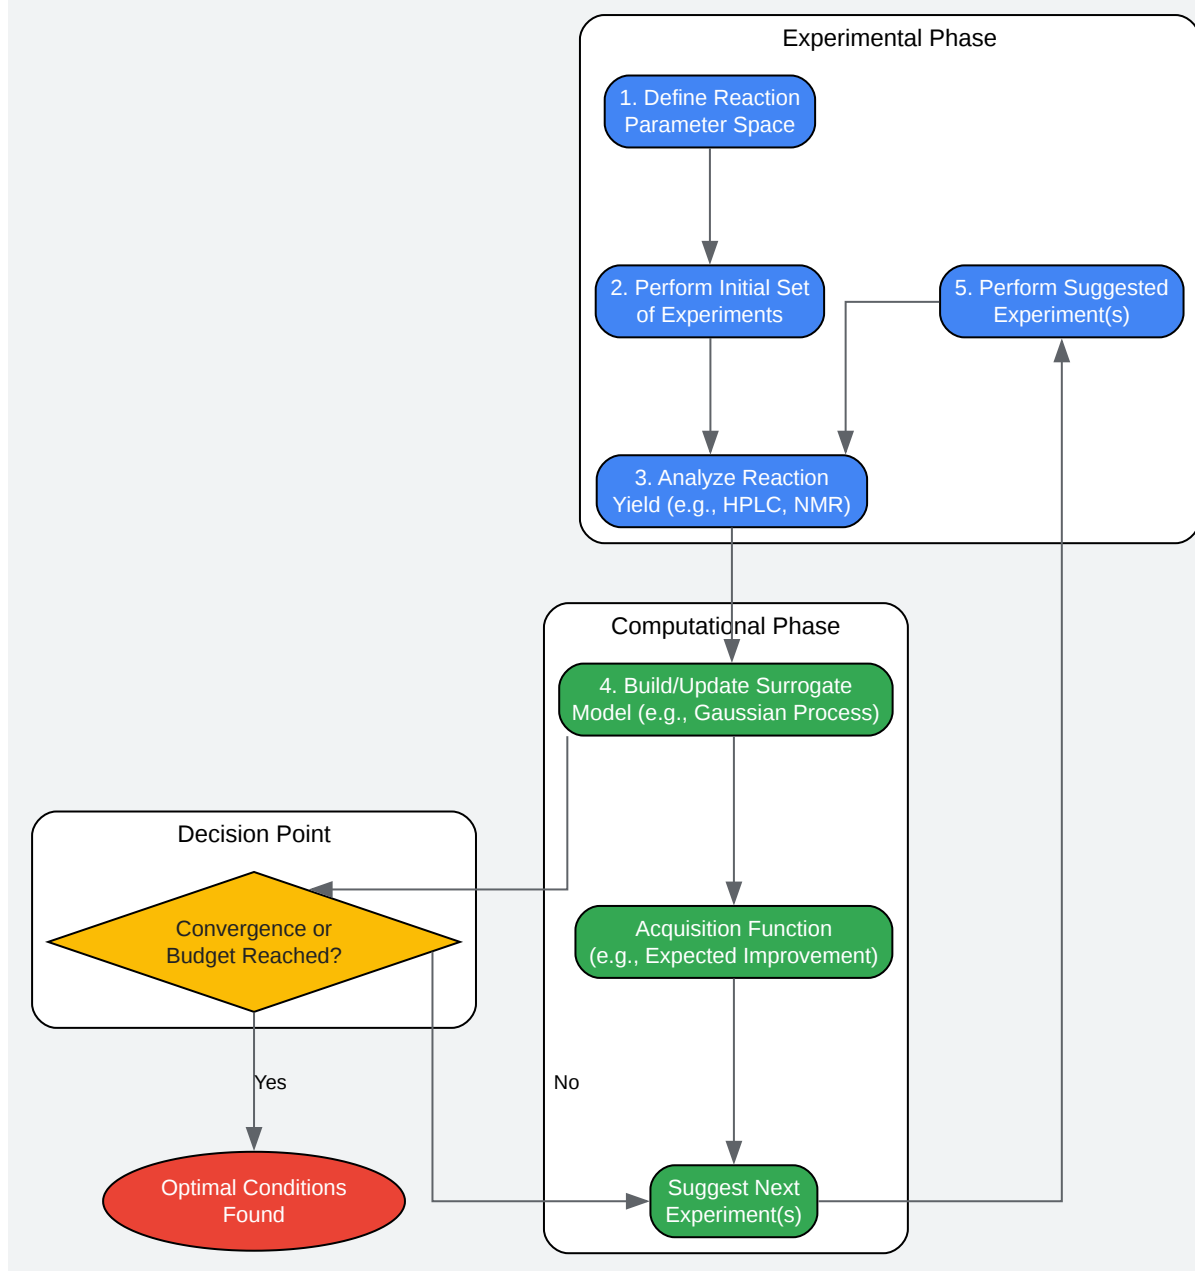 Experimental Phase
1. Define Reaction
Parameter Space
2. Perform Initial Set
of Experiments
5. Perform Suggested
Experiment(s)
3. Analyze Reaction
Yield (e.g., HPLC, NMR)
Computational Phase
4. Build/Update Surrogate
Model (e.g., Gaussian Process)
Decision Point
Convergence or
Budget Reached?
Acquisition Function
(e.g., Expected Improvement)
Yes
No
Optimal Conditions
Found
Suggest Next
Experiment(s)